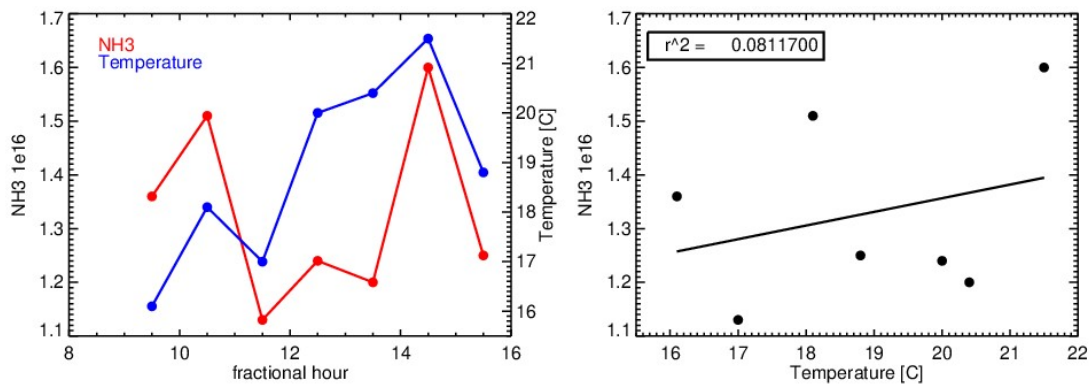 NH3
Temperature
1.7
1.6
1.5
1.4
1.3
1.2
1.1
NH3 1e16
22
21
20
19
18
17
16
Temperature [C]
8 10 12 14 16
fractional hour
r^2 = 0.0811700
1.7
1.6
1.5
1.4
1.3
1.2
1.1
NH3 1e16
16 17 18 19 20 21 22
Temperature [C]